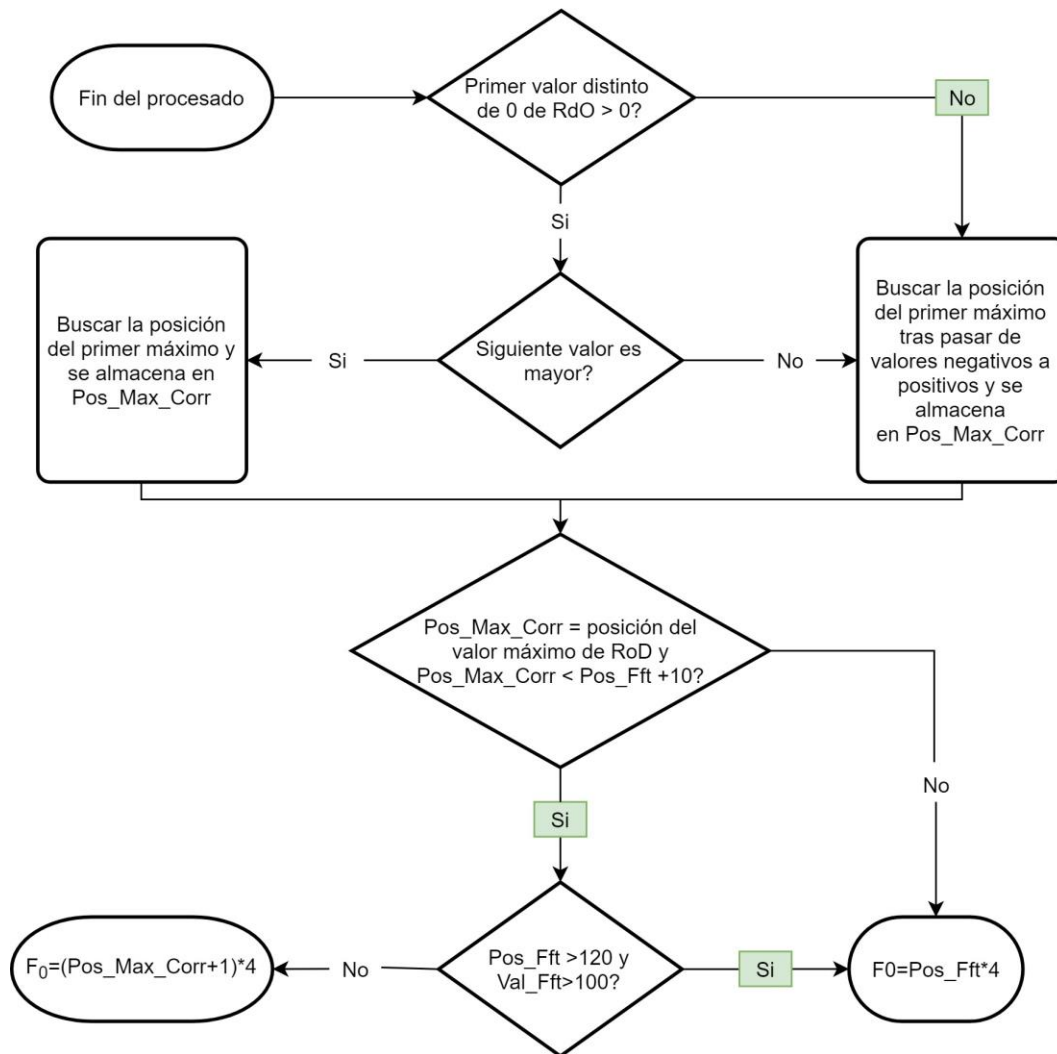 Fin del procesado
Primer valor distinto
de 0 de RdO > 0?
No
Si
Buscar la posición
del primer máximo y
se almacena en
Pos_Max_Corr
Si
Siguiente valor es
mayor?
No
Buscar la posición
del primer máximo
tras pasar de
valores negativos a
positivos y se
almacena
en Pos_Max_Corr
Pos_Max_Corr = posición del
valor máximo de RoD y
Pos_Max_Corr < Pos_Fft +10?
No
Si
F0=(Pos_Max_Corr+1)*4
No
Pos_Fft >120 y
Val_Fft>100?
Si
F0=Pos_Fft*4